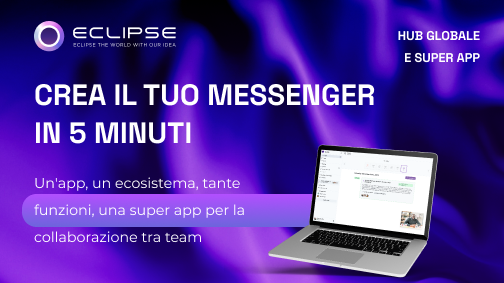 ECLIPSE
ECLIPSE THE WORLD WITH OUR IDEA
HUB GLOBALE
E SUPER APP
CREA IL TUO MESSENGER
IN 5 MINUTI
Un'app, un ecosistema, tante
funzioni, una super app per la
collaborazione tra team